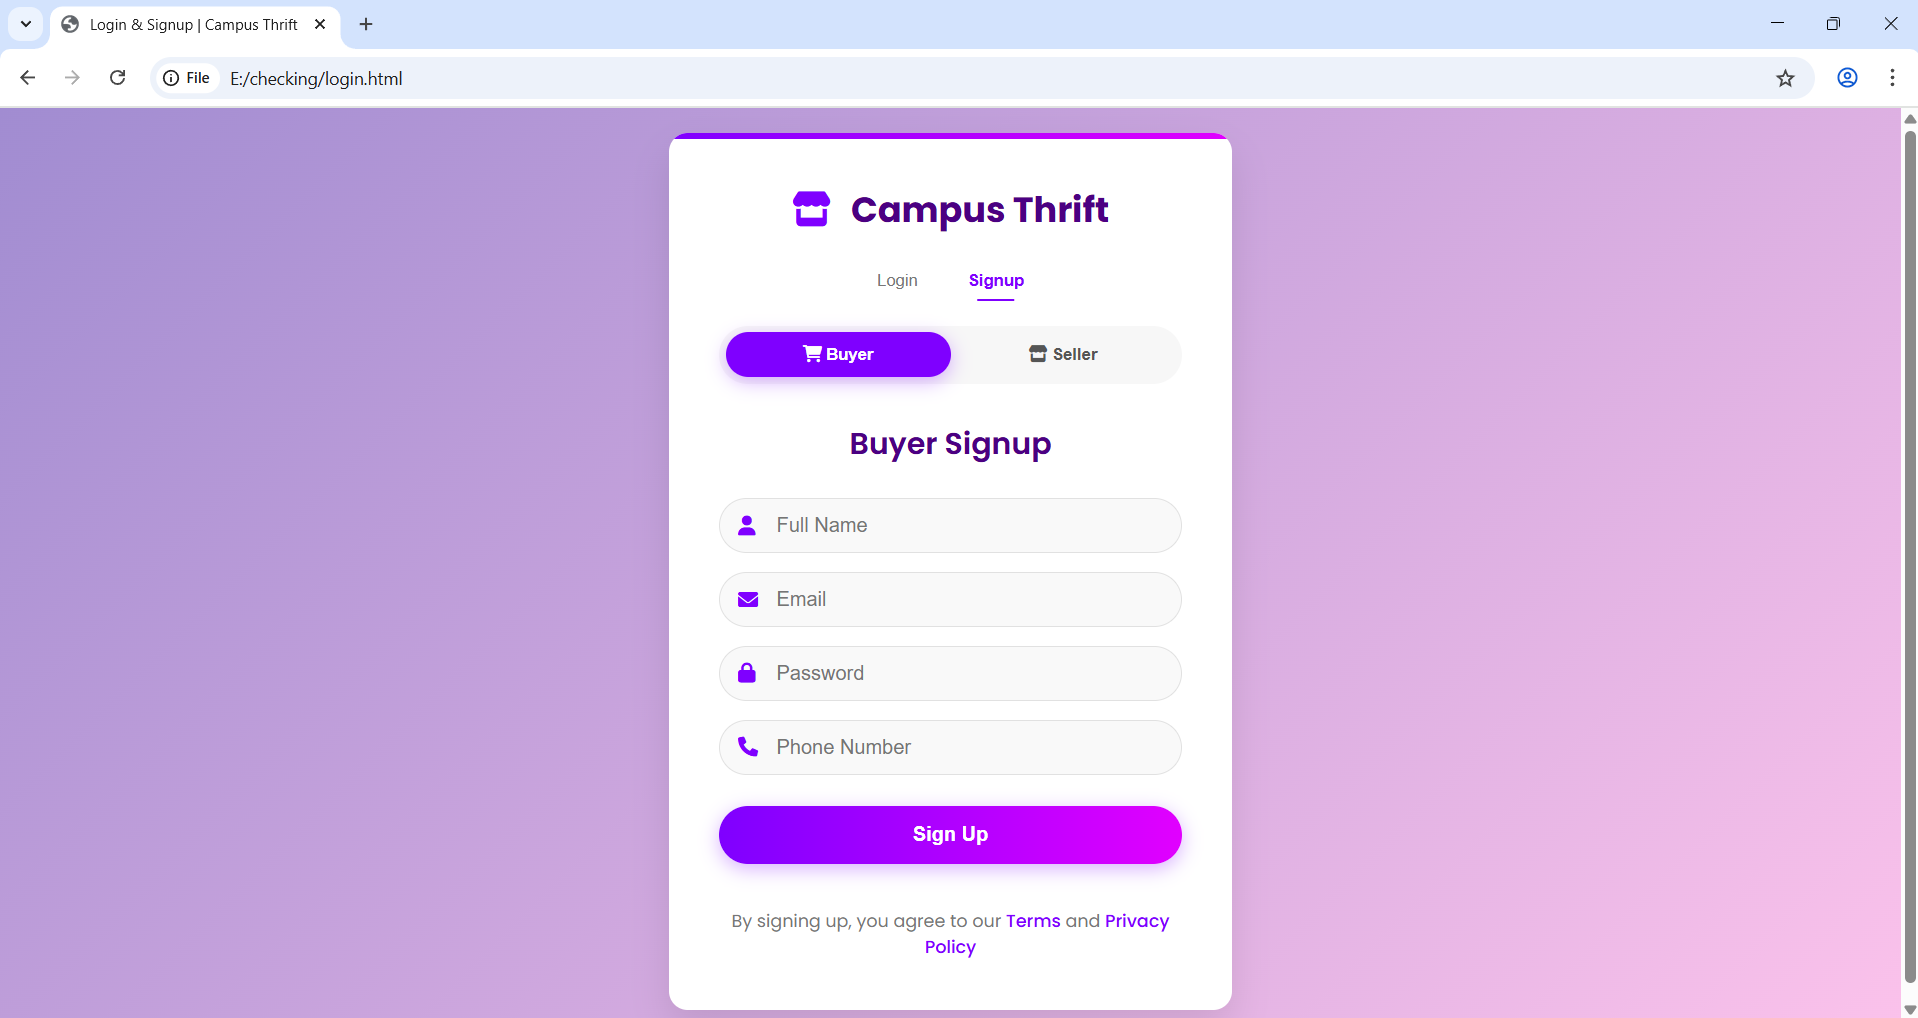 Login & Signup | Campus Thrift
File E:/checking/login.html
Campus Thrift
Login Signup
Buyer Seller
Buyer Signup
Full Name
Email
Password
Phone Number
Sign Up
By signing up, you agree to our Terms and Privacy
Policy